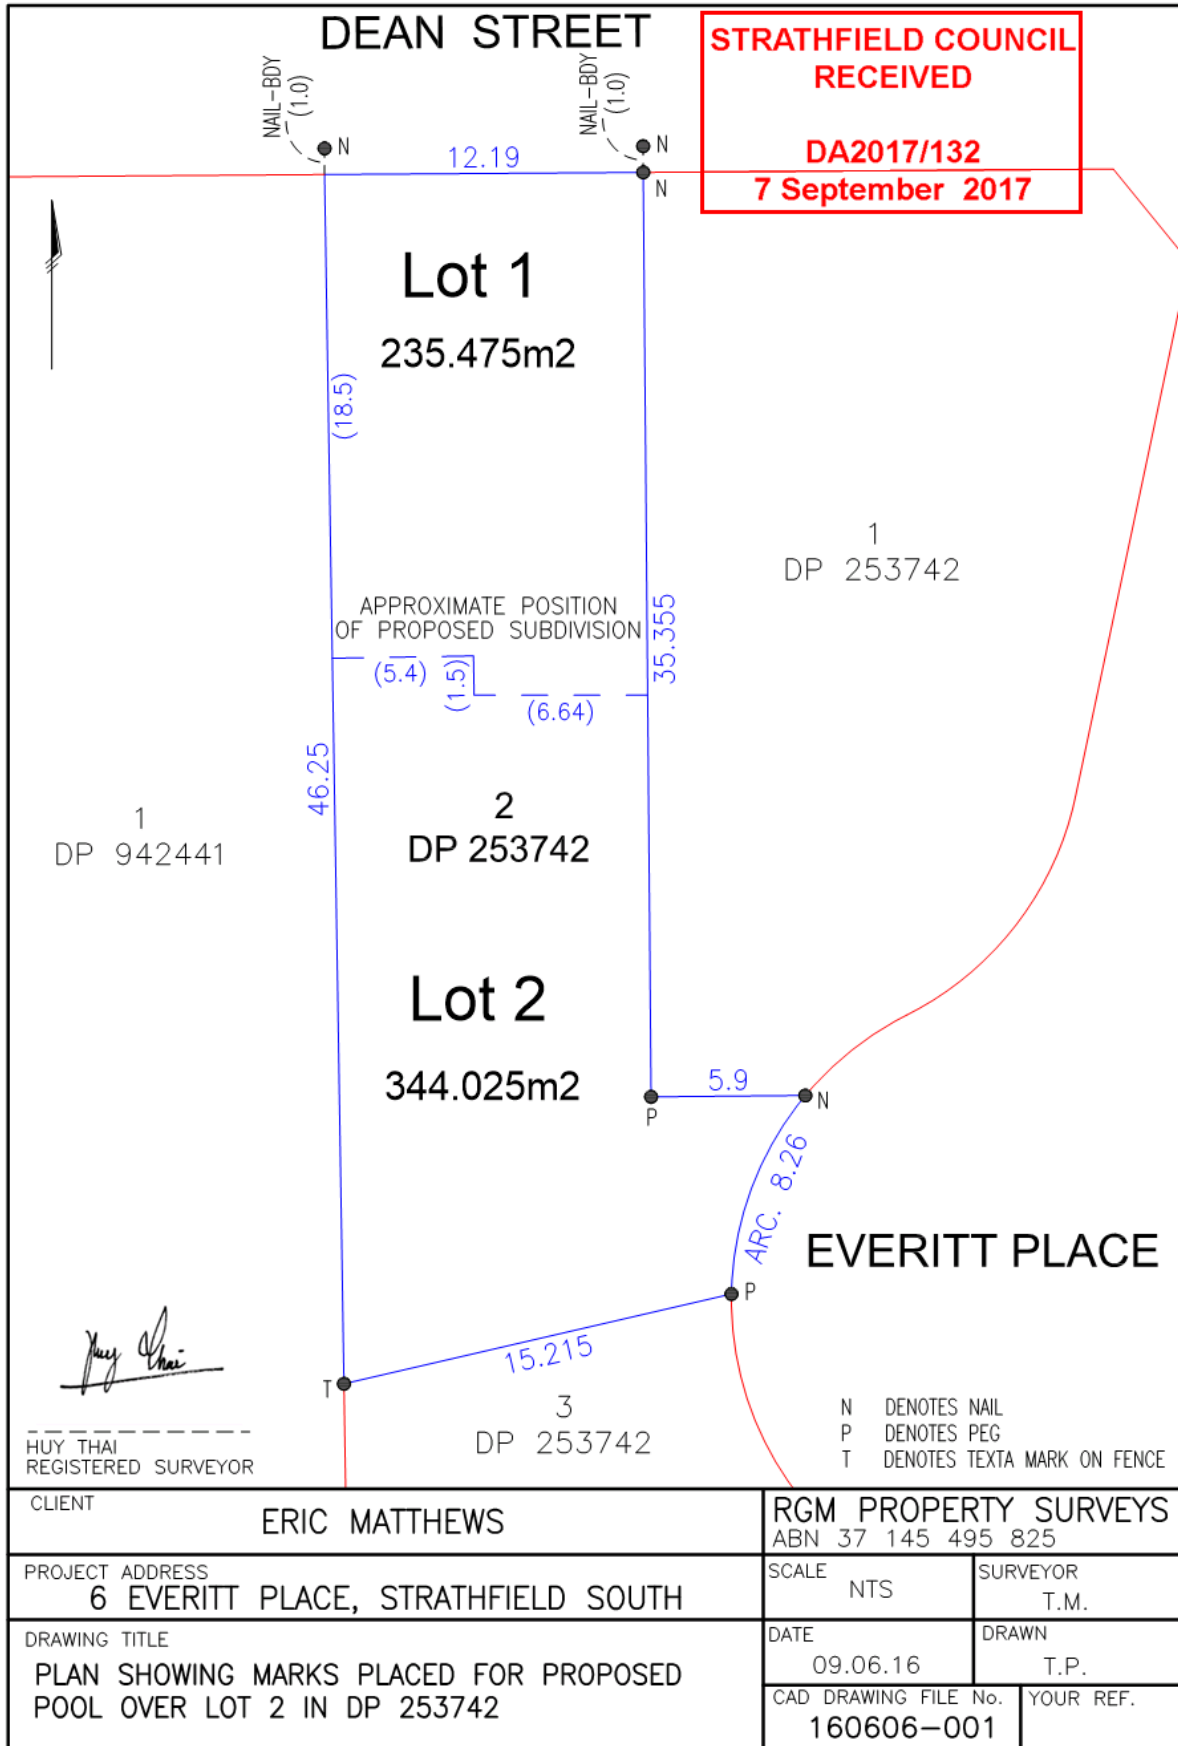 DEAN STREET
STRATHFIELD COUNCIL
RECEIVED
DA2017/132
7 September 2017
NAIL-BDY
(1.0)
N
NAIL-BDY
(1.0)
N
12.19
N
Lot 1
235.475m2
(18.5)
1
DP 253742
APPROXIMATE POSITION
OF PROPOSED SUBDIVISION
35.355
(5.4)
(1.5)
(6.64)
46.25
1
DP 942441
2
DP 253742
Lot 2
344.025m2
5.9
N
P
ARC. 8.26
EVERITT PLACE
P
15.215
T
3
DP 253742
HUY THAI
REGISTERED SURVEYOR
N DENOTES NAIL
P DENOTES PEG
T DENOTES TEXTA MARK ON FENCE
CLIENT
ERIC MATTHEWS
RGM PROPERTY SURVEYS
ABN 37 145 495 825
PROJECT ADDRESS
6 EVERITT PLACE, STRATHFIELD SOUTH
SCALE
NTS
SURVEYOR
T.M.
DRAWING TITLE
PLAN SHOWING MARKS PLACED FOR PROPOSED
POOL OVER LOT 2 IN DP 253742
DATE
09.06.16
DRAWN
T.P.
CAD DRAWING FILE No.
160606-001
YOUR REF.